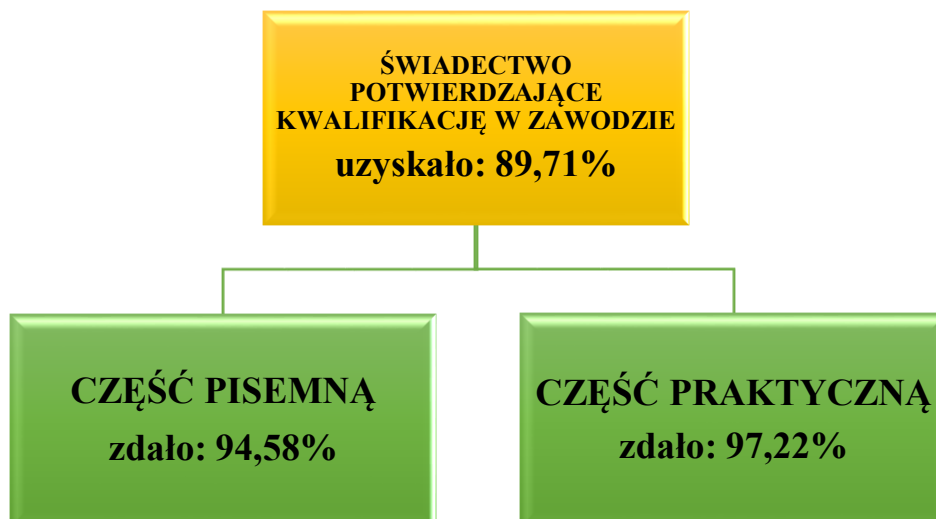 ŚWIADECTWO
POTWIERDZAJĄCE
KWALIFIKACJĘ W ZAWODZIE
uzyskało: 89,71%
CZĘŚĆ PISEMNĄ
zdało: 94,58%
CZĘŚĆ PRAKTYCZNĄ
zdało: 97,22%